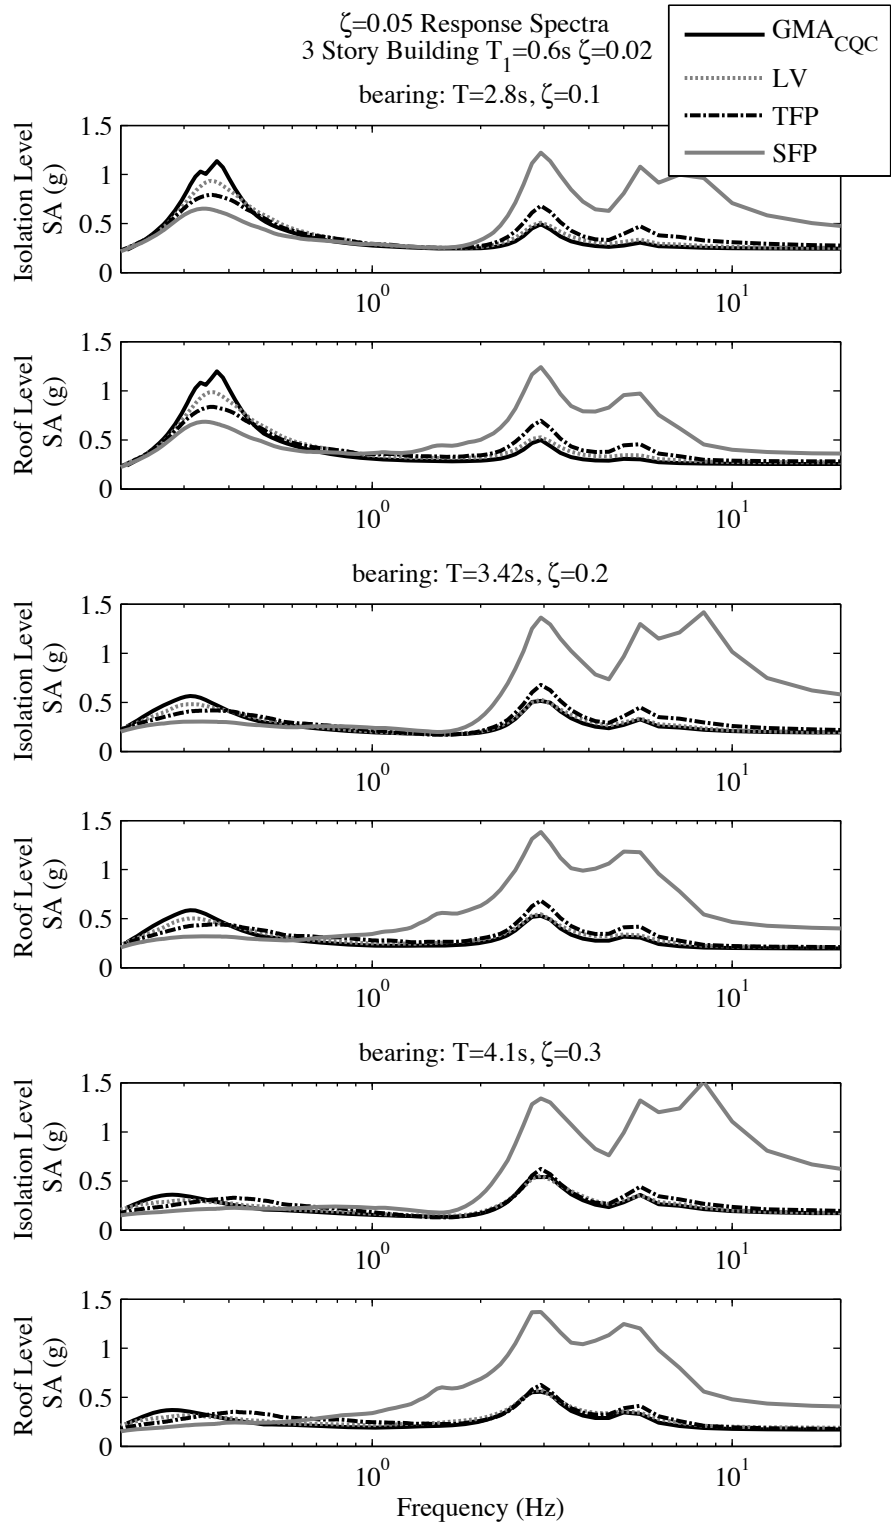 ζ=0.05 Response Spectra
3 Story Building T1=0.6s ζ=0.02
bearing: T=2.8s, ζ=0.1
GMACQC
LV
TFP
SFP
Isolation Level
SA (g)
1.5
1
0.5
0
10^0
10^1
Roof Level
SA (g)
1.5
1
0.5
0
10^0
10^1
bearing: T=3.42s, ζ=0.2
Isolation Level
SA (g)
1.5
1
0.5
0
10^0
10^1
Roof Level
SA (g)
1.5
1
0.5
0
10^0
10^1
bearing: T=4.1s, ζ=0.3
Isolation Level
SA (g)
1.5
1
0.5
0
10^0
10^1
Roof Level
SA (g)
1.5
1
0.5
0
10^0
10^1
Frequency (Hz)